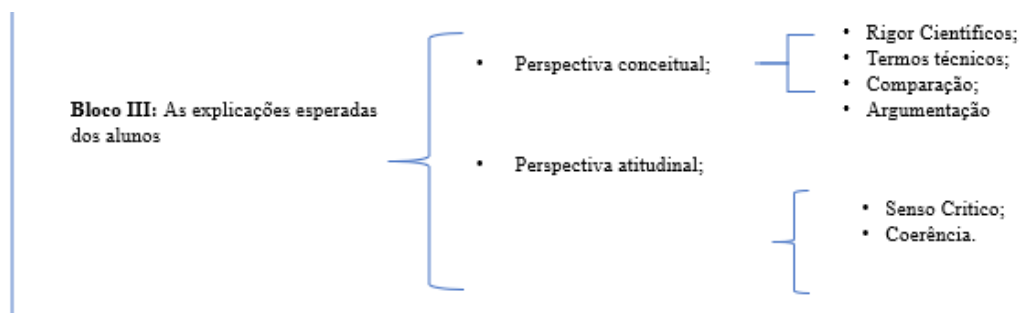 Bloco III: As explicações esperadas
dos alunos
• Perspectiva conceitual;
• Rigor Científicos;
• Termos técnicos;
• Comparação;
• Argumentação
• Perspectiva atitudinal;
• Senso Critico;
• Coerência.